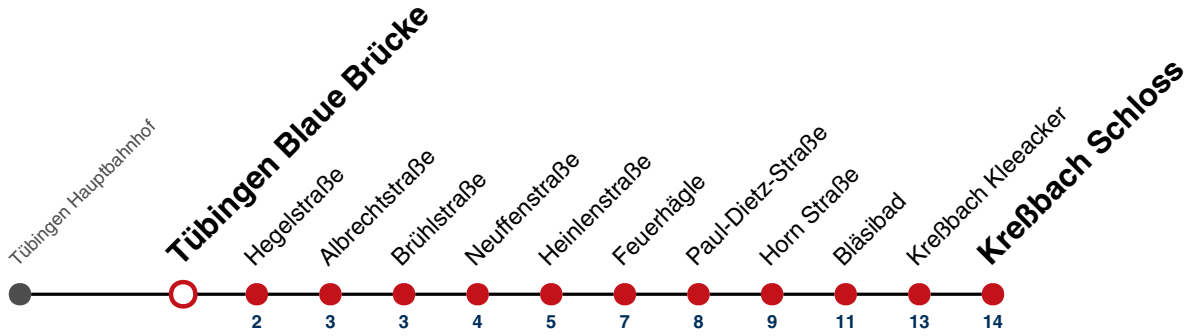 Tübingen Hauptbahnhof
Tübingen Blaue Brücke
Hegelstraße
Albrechtstraße
Brühlstraße
Neuffenstraße
Heinlenstraße
Feuerhägle
Paul-Dietz-Straße
Horn Straße
Bläsibad
Kreßbach Kleeacker
Kreßbach Schloss
2 3 3 4 5 7 8 9 11 13 14